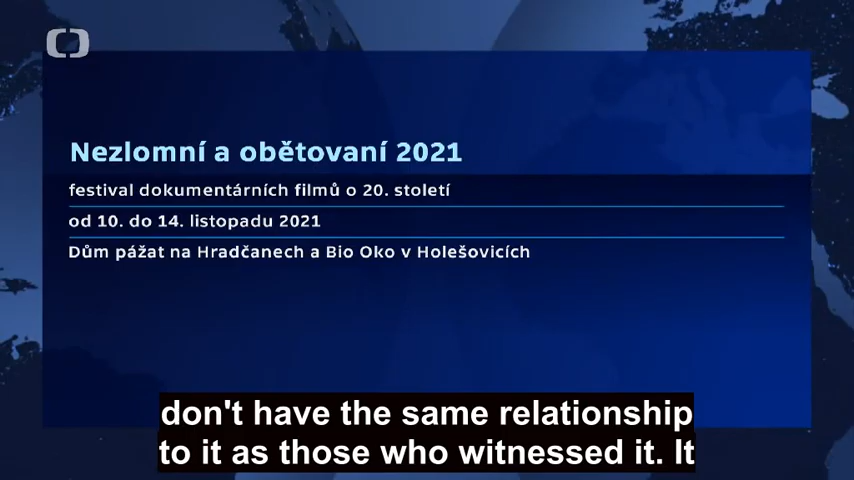 Nezlomní a obětovaní 2021
festival dokumentárních filmů o 20. století
od 10. do 14. listopadu 2021
Dům pážat na Hradčanech a Bio Oko v Holešovicích
don't have the same relationship
to it as those who witnessed it. It